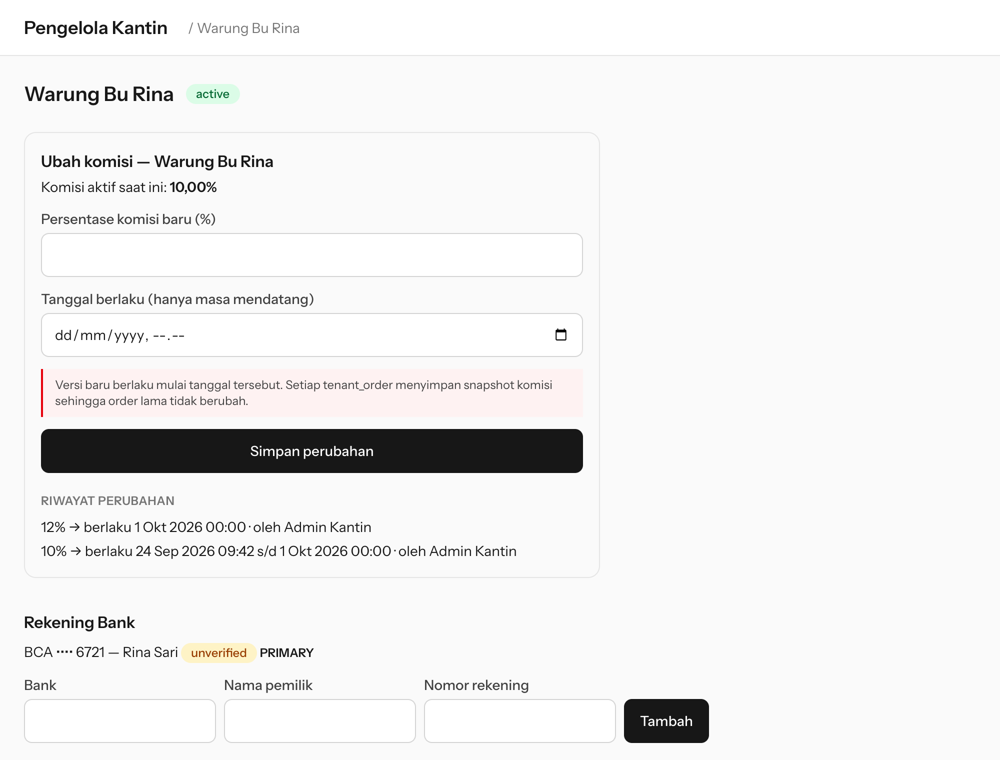 Pengelola Kantin / Warung Bu Rina
Warung Bu Rina active
Ubah komisi — Warung Bu Rina
Komisi aktif saat ini: 10,00%
Persentase komisi baru (%)
Tanggal berlaku (hanya masa mendatang)
dd/mm/yyyy, --.--
Versi baru berlaku mulai tanggal tersebut. Setiap tenant_order menyimpan snapshot komisi
sehingga order lama tidak berubah.
Simpan perubahan
RIWAYAT PERUBAHAN
12% → berlaku 1 Okt 2026 00:00 · oleh Admin Kantin
10% → berlaku 24 Sep 2026 09:42 s/d 1 Okt 2026 00:00 · oleh Admin Kantin
Rekening Bank
BCA •••• 6721 — Rina Sari unverified PRIMARY
Bank Nama pemilik Nomor rekening
Tambah